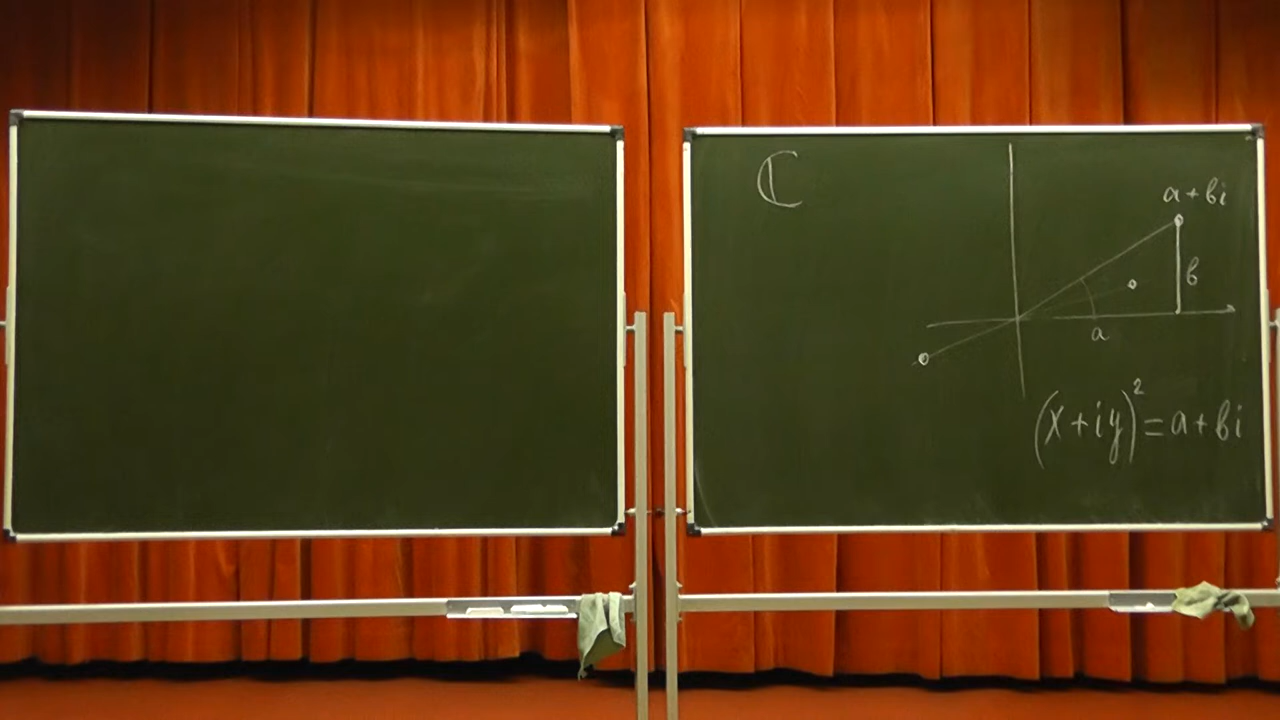 ℂ
a + bi
b
a
(x + iy)² = a + bi